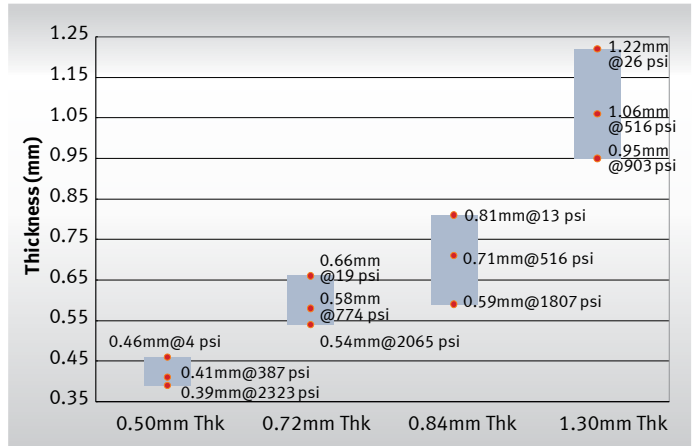 Thickness (mm)
1.25
1.15
1.05
0.95
0.85
0.75
0.65
0.55
0.45
0.35
0.46mm@4 psi
0.41mm@387 psi
0.39mm@2323 psi
0.66mm
@19 psi
0.58mm
@774 psi
0.54mm@2065 psi
0.81mm@13 psi
0.71mm@516 psi
0.59mm@1807 psi
1.22mm
@26 psi
1.06mm
@516 psi
0.95mm
@903 psi
0.50mm Thk
0.72mm Thk
0.84mm Thk
1.30mm Thk